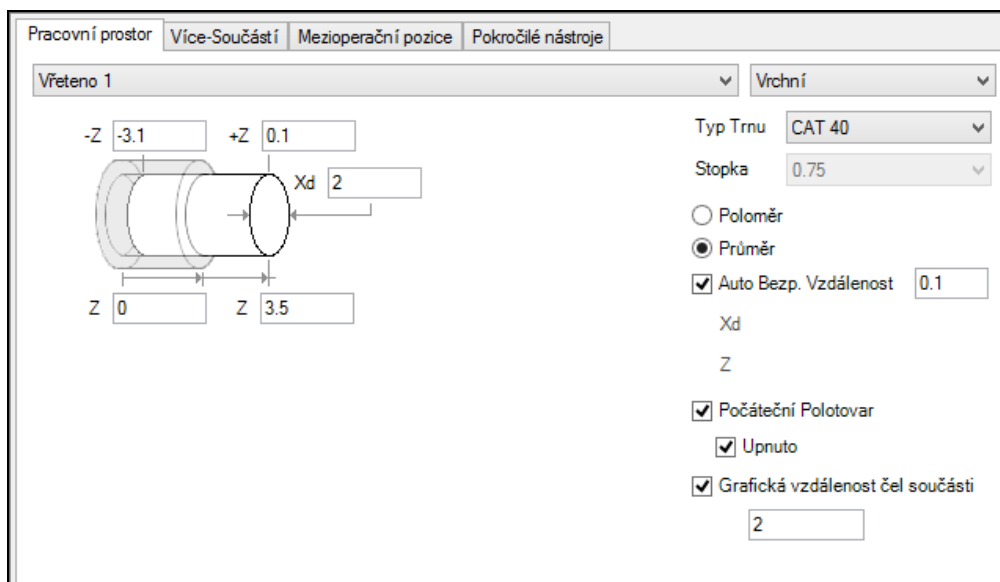 Pracovní prostor Více-Součástí Mezioperační pozice Pokročilé nástroje
Vřeteno 1 Vrchní
-Z -3.1 +Z 0.1
Xd 2
Z 0 Z 3.5
Typ Trnu CAT 40
Stopka 0.75
Poloměr
Průměr
Auto Bezp. Vzdálenost 0.1
Xd
Z
Počáteční Polotovar
Upnuto
Grafická vzdálenost čel součásti
2